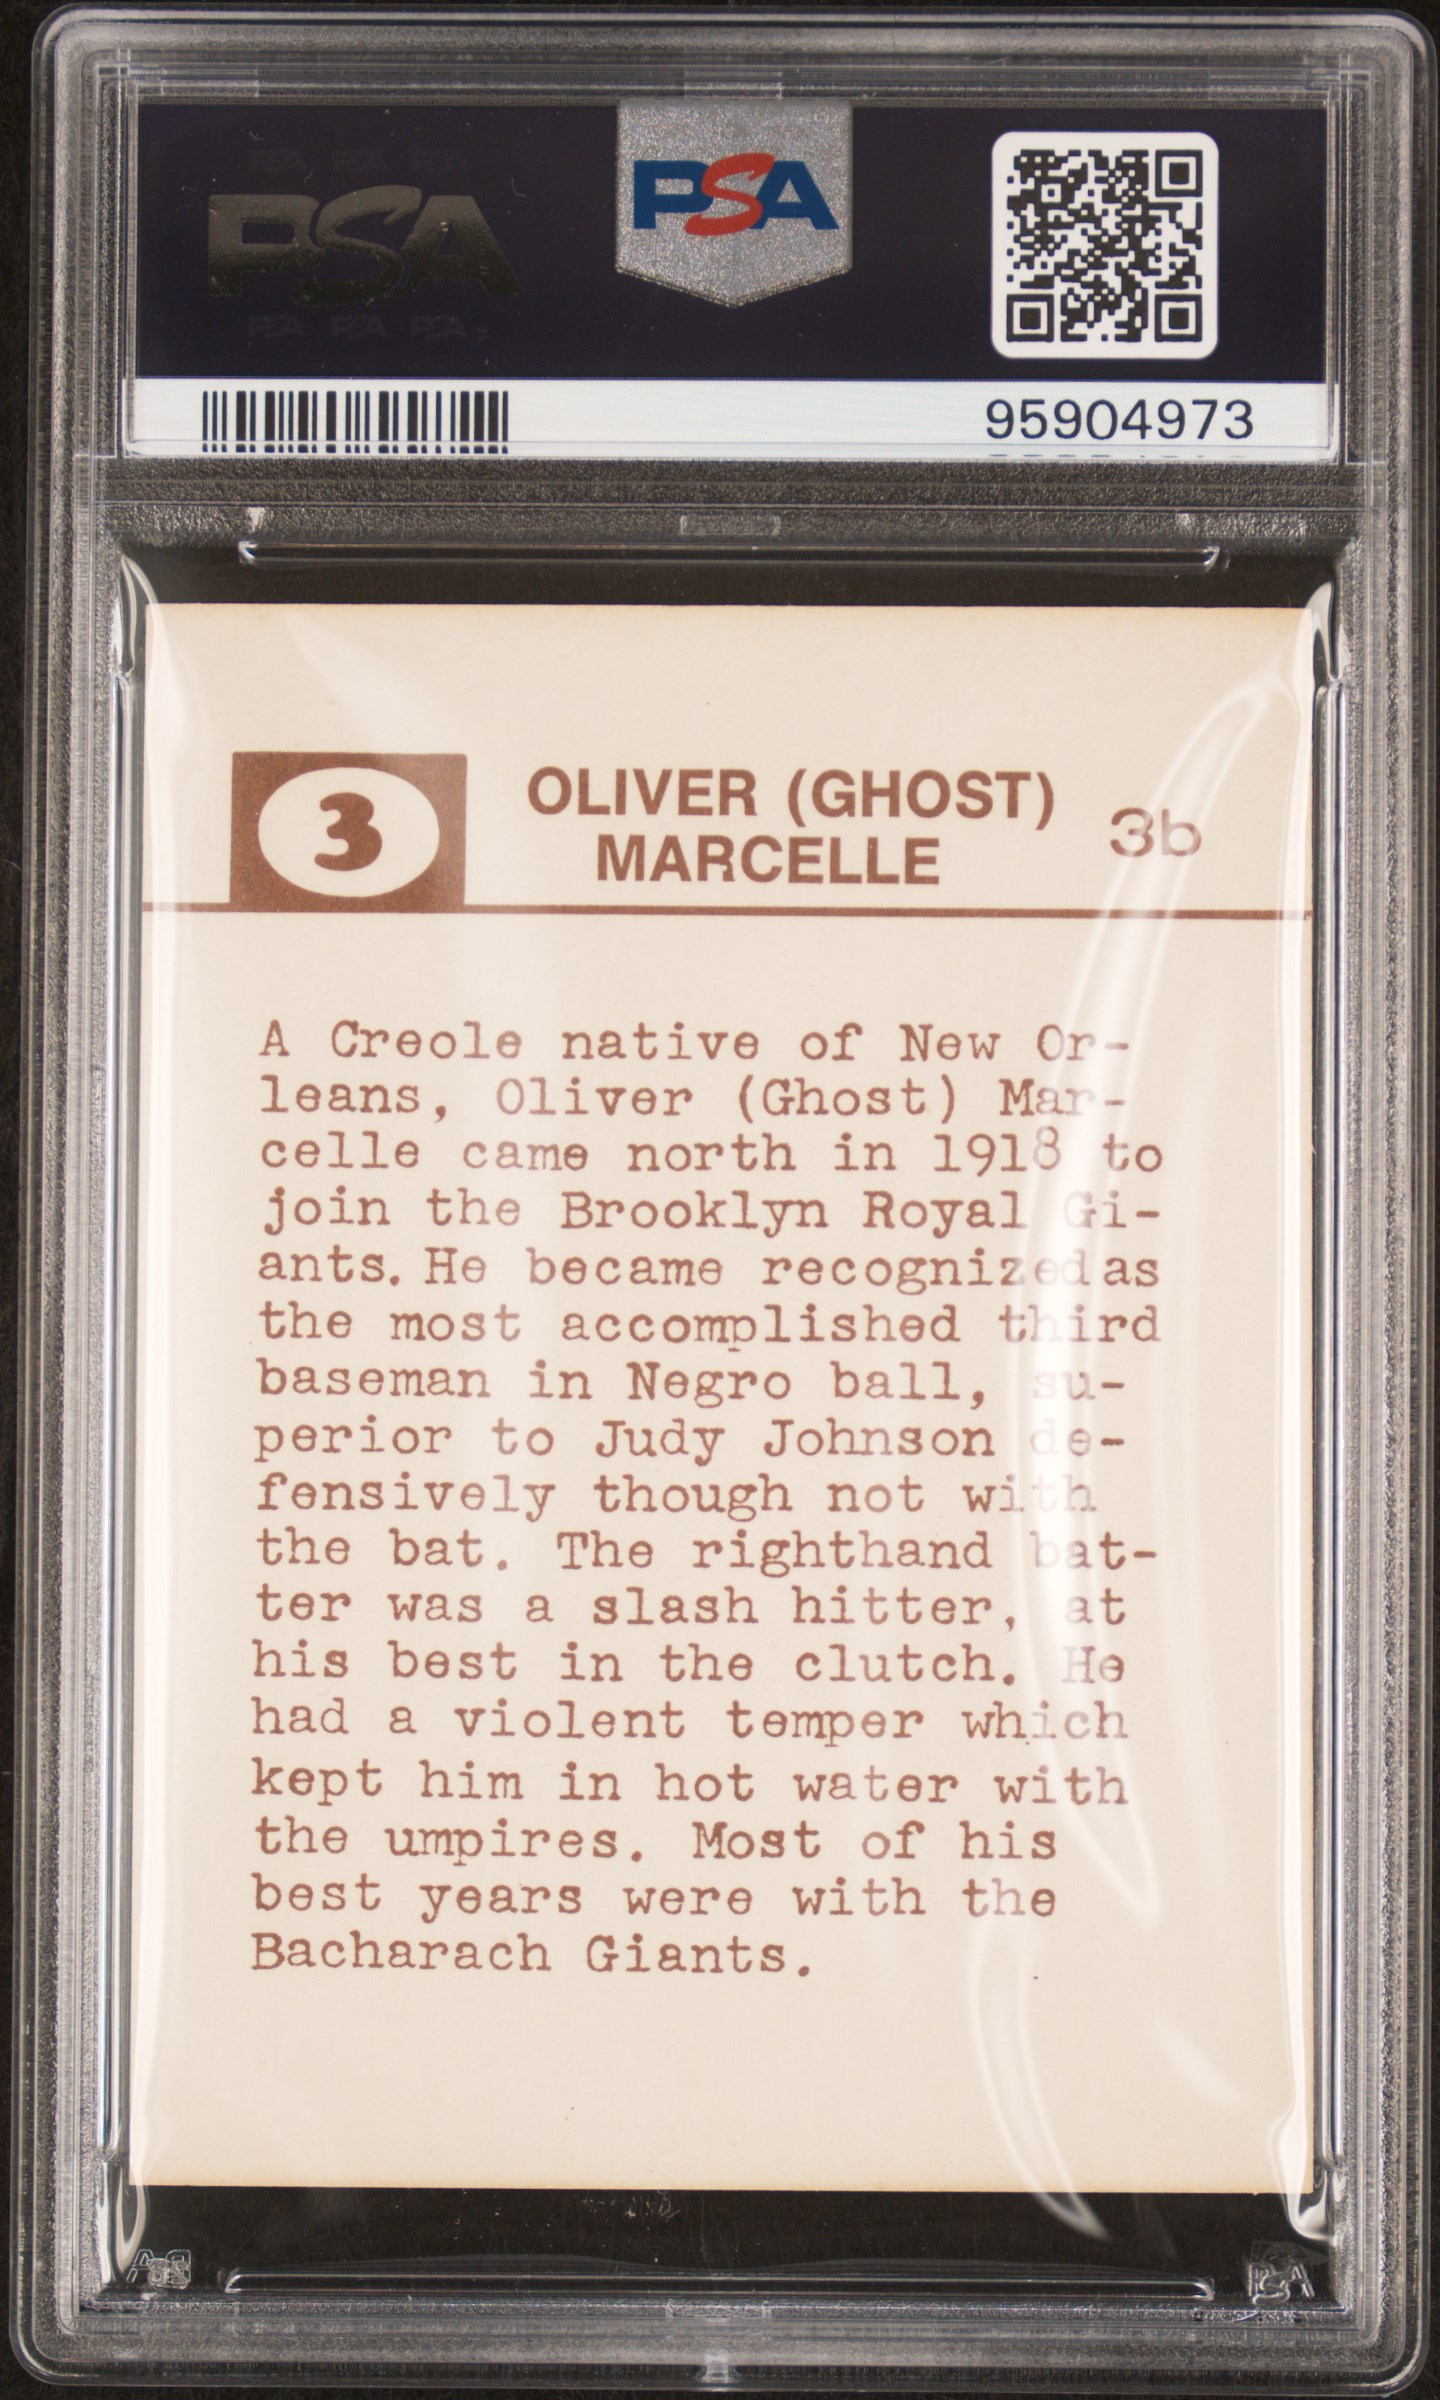 PSA
PSA
95904973
3
OLIVER (GHOST)
MARCELLE
3b
A Creole native of New Or-
leans, Oliver (Ghost) Mar-
celle came north in 1918 to
join the Brooklyn Royal Gi-
ants. He became recognized as
the most accomplished third
baseman in Negro ball, su-
perior to Judy Johnson de-
fensively though not with
the bat. The righthand bat-
ter was a slash hitter, at
his best in the clutch. He
had a violent temper which
kept him in hot water with
the umpires. Most of his
best years were with the
Bacharach Giants.
PSA